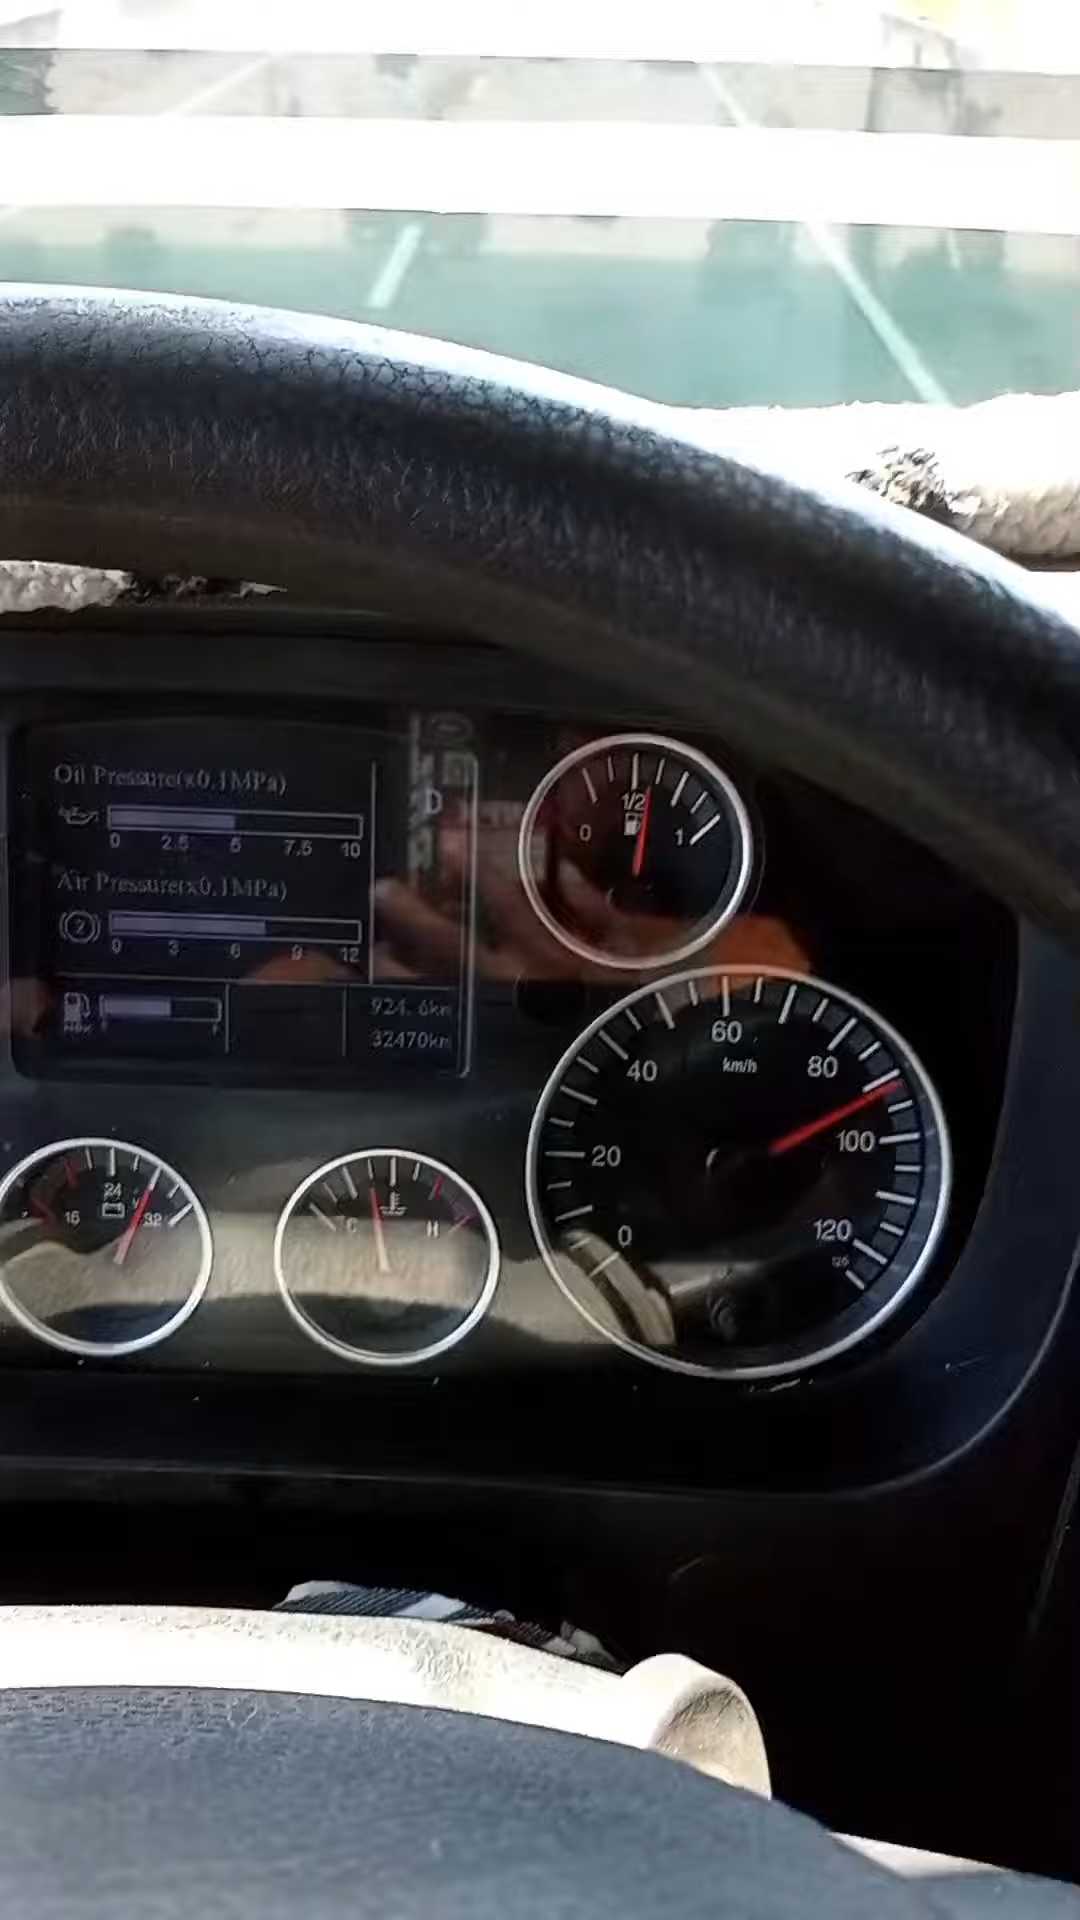 Oil Pressure(x0.1MPa)
0 2.5 5 7.5 10
Air Pressure(x0.1MPa)
2
0 3 6 9 12
924.6km
32470km
D
0 1/2 1
16 24 32
V
C H
0 20 40 60 80 100 120
km/h